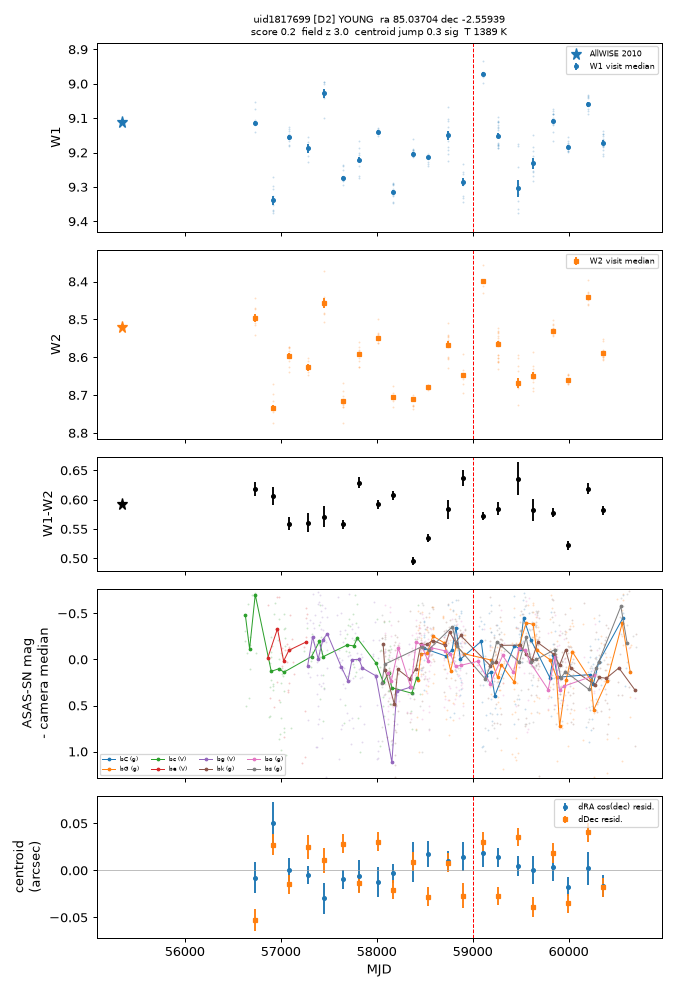 uid1817699 [D2] YOUNG ra 85.03704 dec -2.55939
score 0.2 field z 3.0 centroid jump 0.3 sig T 1389 K
8.9
9.0
9.1
9.2
9.3
9.4
W1
AllWISE 2010
W1 visit median
8.4
8.5
8.6
8.7
8.8
W2
W2 visit median
0.65
0.60
0.55
0.50
W1-W2
−0.5
0.0
0.5
1.0
ASAS-SN mag
- camera median
bC (g)
bG (g)
bc (V)
be (V)
bg (V)
bk (g)
bo (g)
bs (g)
0.05
0.00
−0.05
centroid
(arcsec)
dRA cos(dec) resid.
dDec resid.
56000
57000
58000
59000
60000
MJD